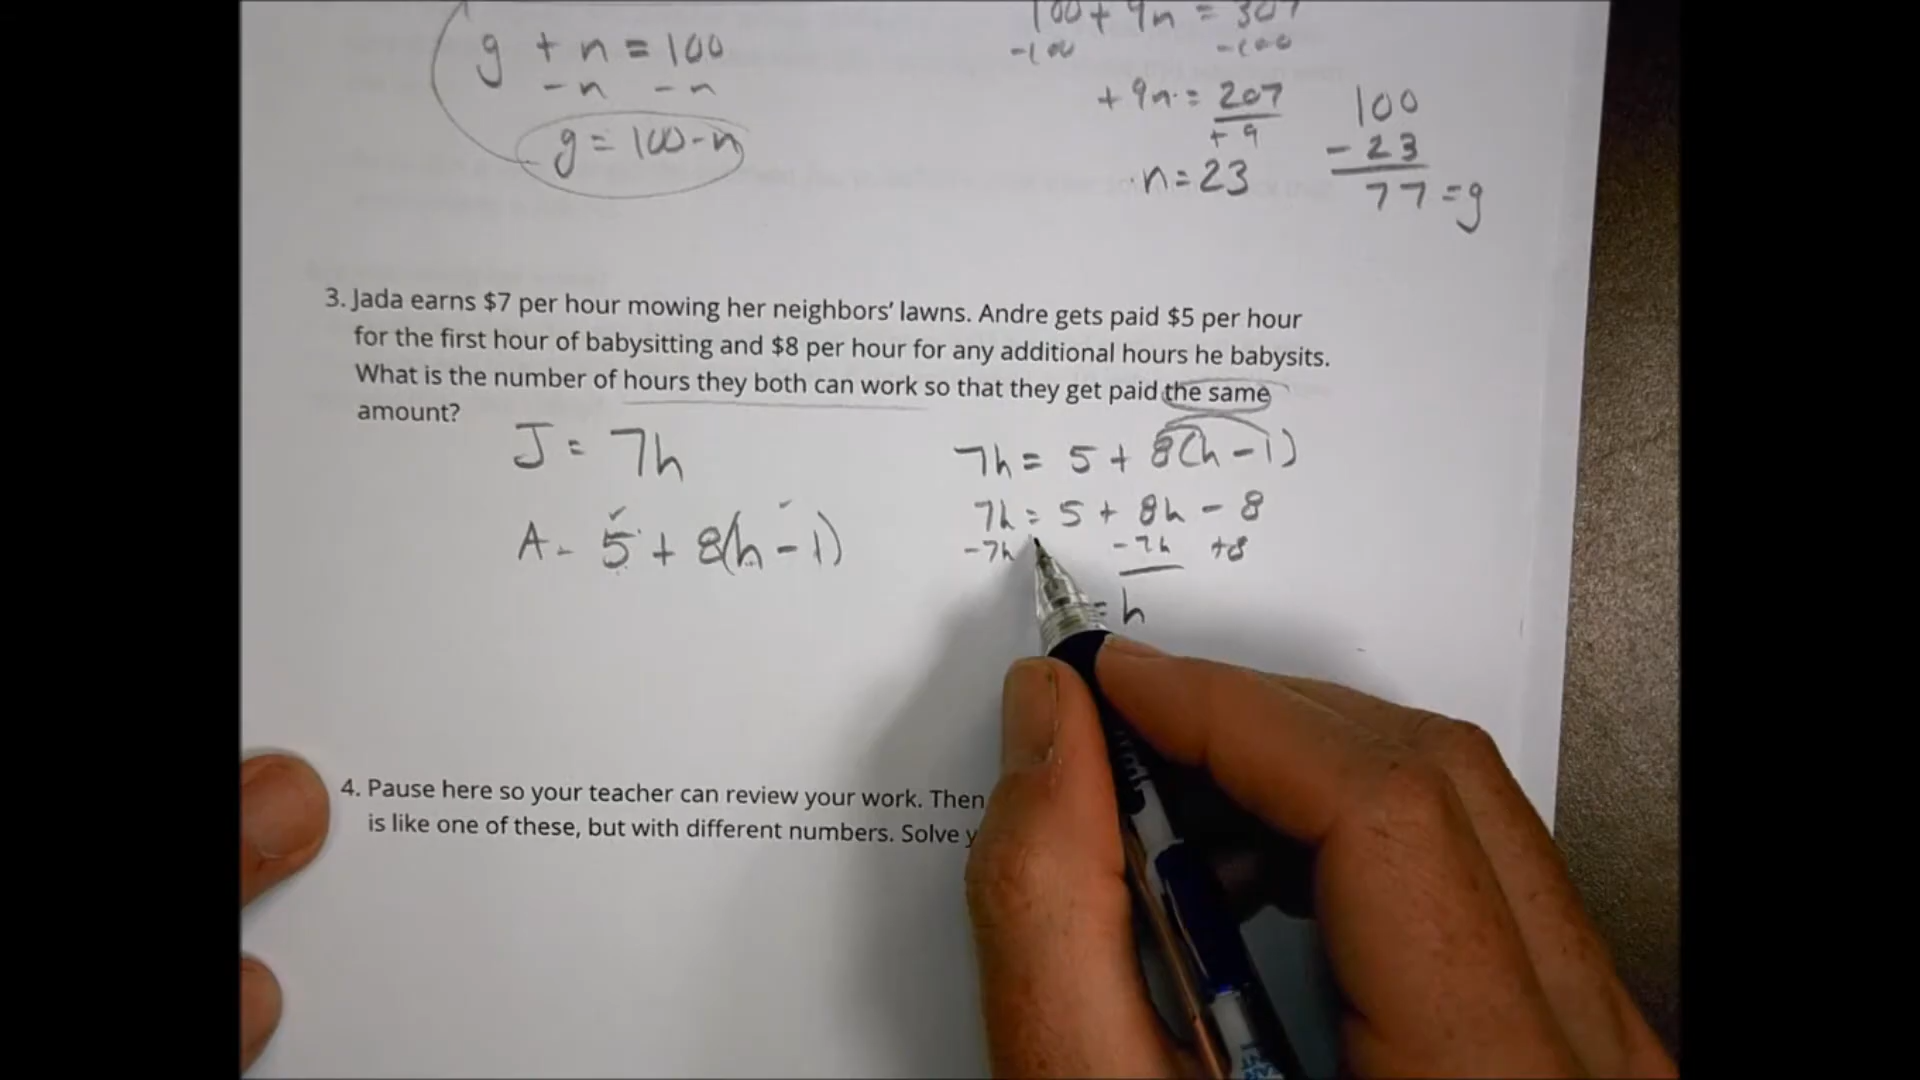 g + n = 100
- n - n
g = 100 - n
100 + 9n = 307
-100 -100
+ 9n = 207
+ 9
n = 23
100
- 23
77 = g
3. Jada earns $7 per hour mowing her neighbors' lawns. Andre gets paid $5 per hour
for the first hour of babysitting and $8 per hour for any additional hours he babysits.
What is the number of hours they both can work so that they get paid the same
amount?
J = 7h
A - 5 + 8(h - 1)
7h = 5 + 8(h - 1)
7h = 5 + 8h - 8
-7h -7h +8
= h
4. Pause here so your teacher can review your work. Then
is like one of these, but with different numbers. Solve y